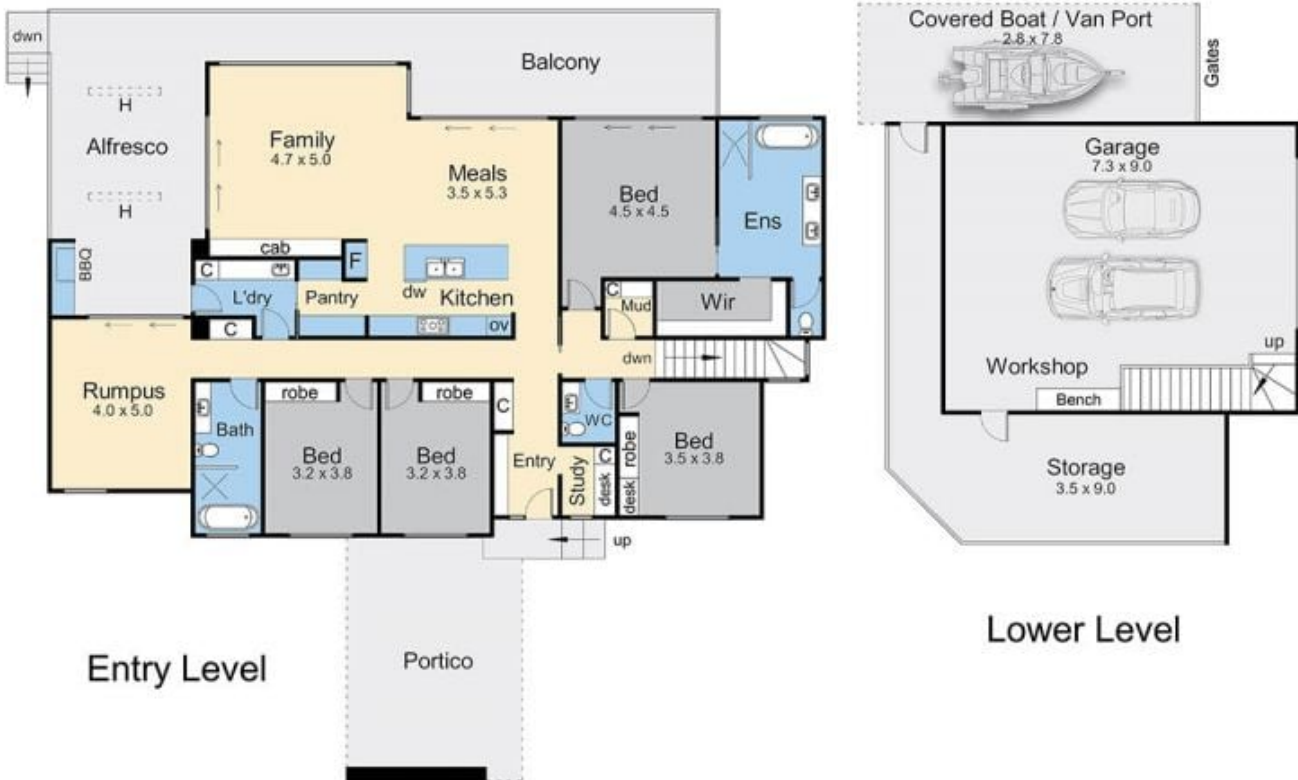 dwn
Balcony
H
Alfresco
H
Family
4.7 x 5.0
Meals
3.5 x 5.3
Bed
4.5 x 4.5
Ens
BBQ
cab
F
C
L'dry
Pantry
dw
Kitchen
ov
C
Mud
Wir
C
dwn
Rumpus
4.0 x 5.0
Bath
robe
Bed
3.2 x 3.8
robe
Bed
3.2 x 3.8
C
Entry
WC
Study
C
desk
robe
desk
Bed
3.5 x 3.8
up
Portico
Entry Level
Covered Boat / Van Port
2.8 x 7.8
Gates
Garage
7.3 x 9.0
up
Workshop
Bench
Storage
3.5 x 9.0
Lower Level